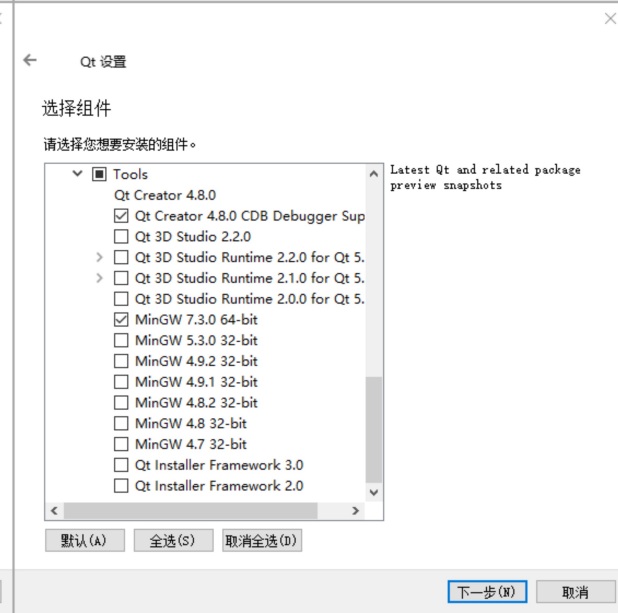 Qt 设置
选择组件
请选择您想要安装的组件。
Tools
Qt Creator 4.8.0
Qt Creator 4.8.0 CDB Debugger Sup
Qt 3D Studio 2.2.0
Qt 3D Studio Runtime 2.2.0 for Qt 5.
Qt 3D Studio Runtime 2.1.0 for Qt 5.
Qt 3D Studio Runtime 2.0.0 for Qt 5.
MinGW 7.3.0 64-bit
MinGW 5.3.0 32-bit
MinGW 4.9.2 32-bit
MinGW 4.9.1 32-bit
MinGW 4.8.2 32-bit
MinGW 4.8 32-bit
MinGW 4.7 32-bit
Qt Installer Framework 3.0
Qt Installer Framework 2.0
Latest Qt and related package
preview snapshots
默认(A)
全选(S)
取消全选(D)
下一步(N)
取消